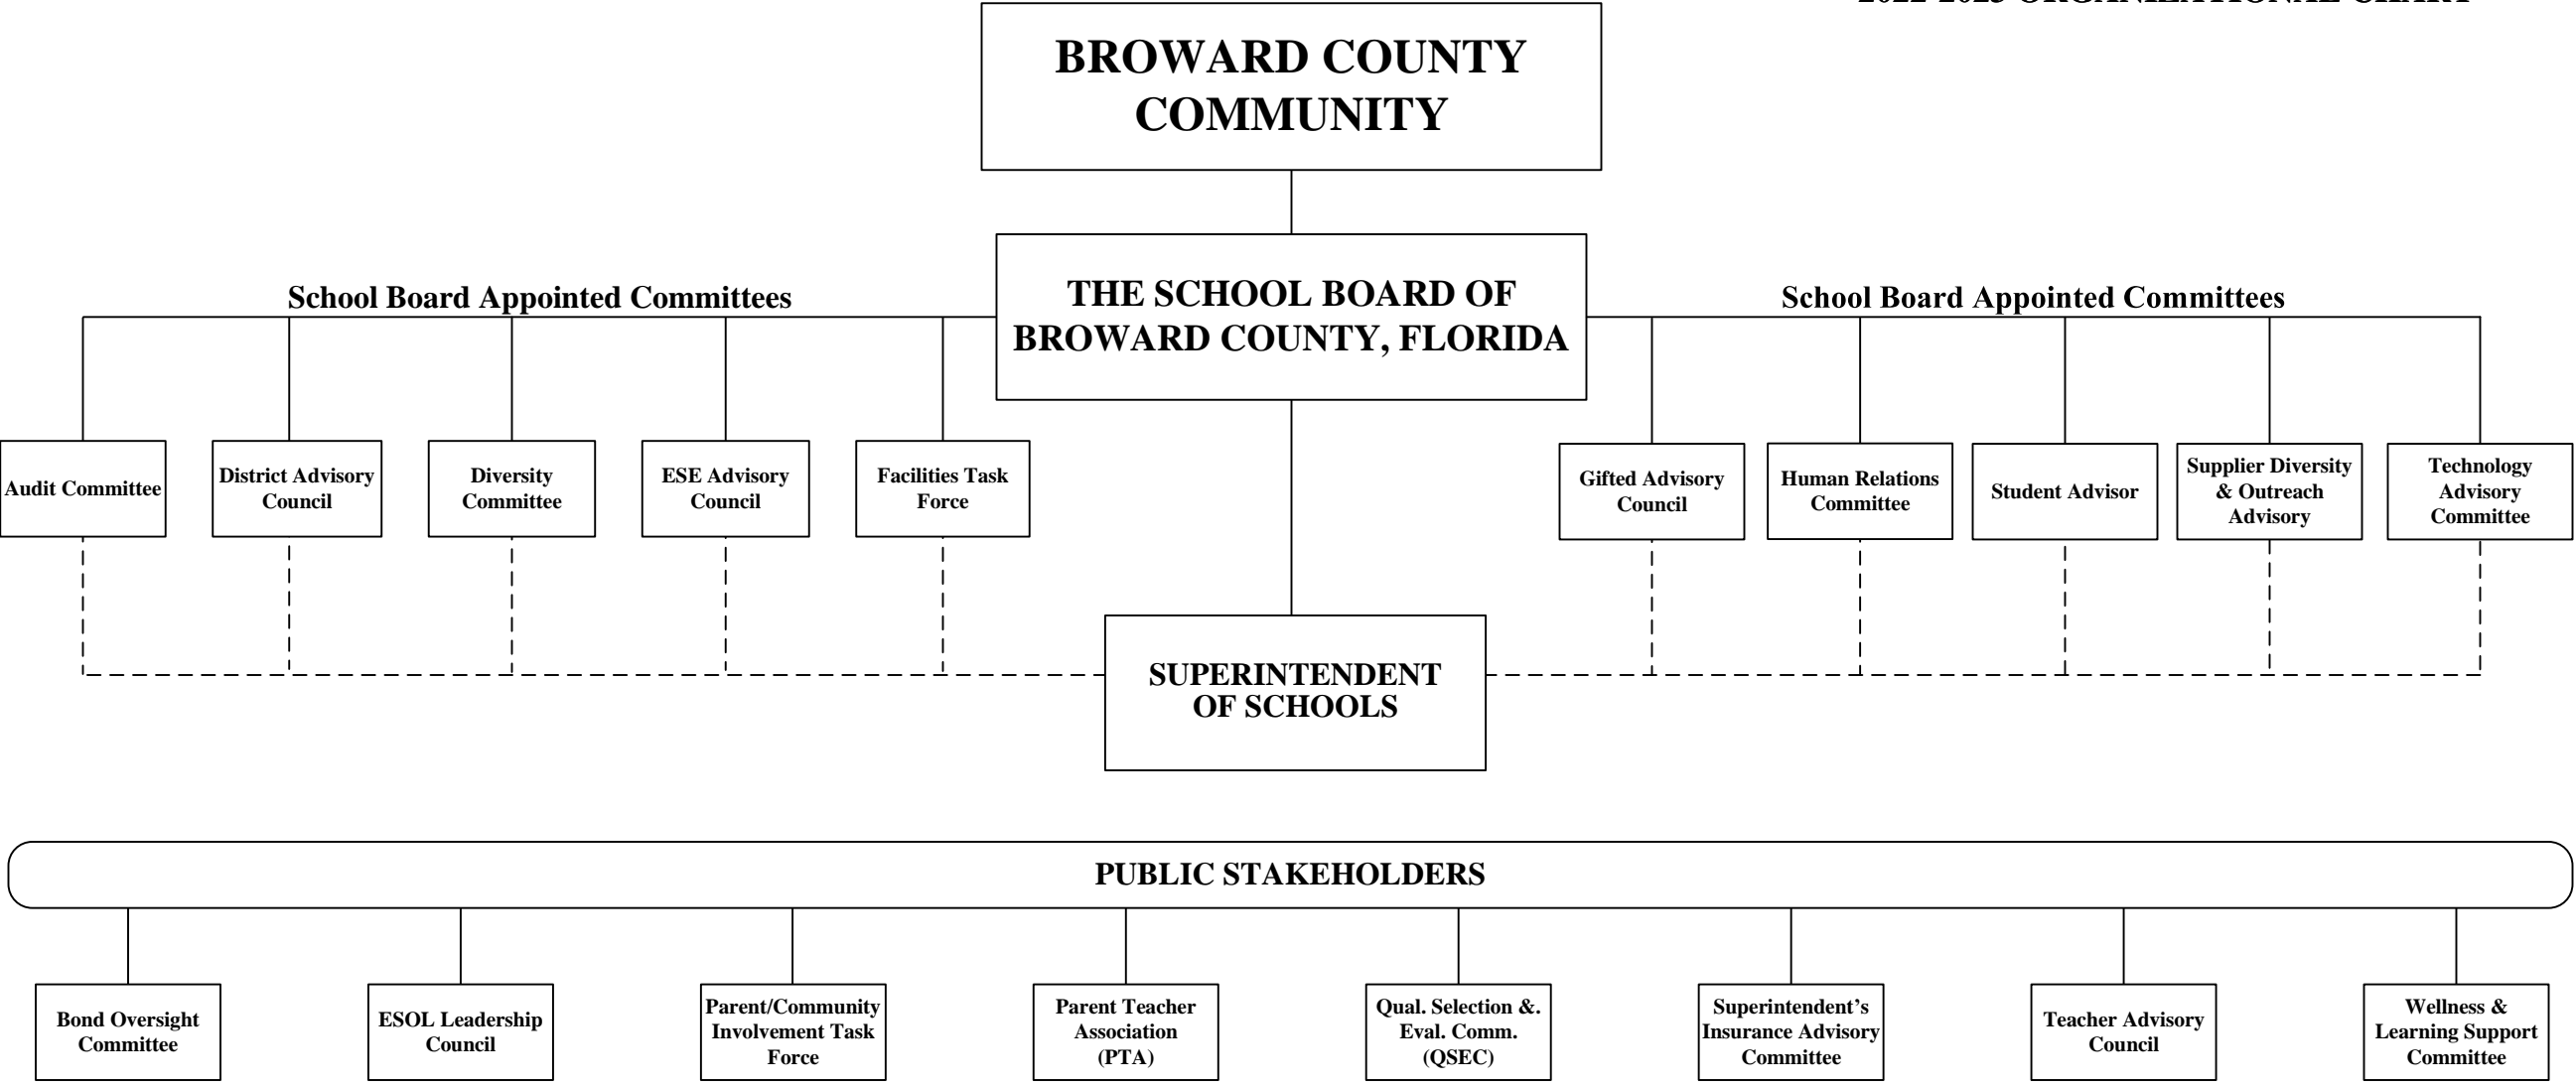 2022-2023 ORGANIZATIONAL CHART
BROWARD COUNTY
COMMUNITY
THE SCHOOL BOARD OF
BROWARD COUNTY, FLORIDA
School Board Appointed Committees
School Board Appointed Committees
Audit Committee
District Advisory
Council
Diversity
Committee
ESE Advisory
Council
Facilities Task
Force
Gifted Advisory
Council
Human Relations
Committee
Student Advisor
Supplier Diversity
& Outreach
Advisory
Technology
Advisory
Committee
SUPERINTENDENT
OF SCHOOLS
PUBLIC STAKEHOLDERS
Bond Oversight
Committee
ESOL Leadership
Council
Parent/Community
Involvement Task
Force
Parent Teacher
Association
(PTA)
Qual. Selection &.
Eval. Comm.
(QSEC)
Superintendent’s
Insurance Advisory
Committee
Teacher Advisory
Council
Wellness &
Learning Support
Committee